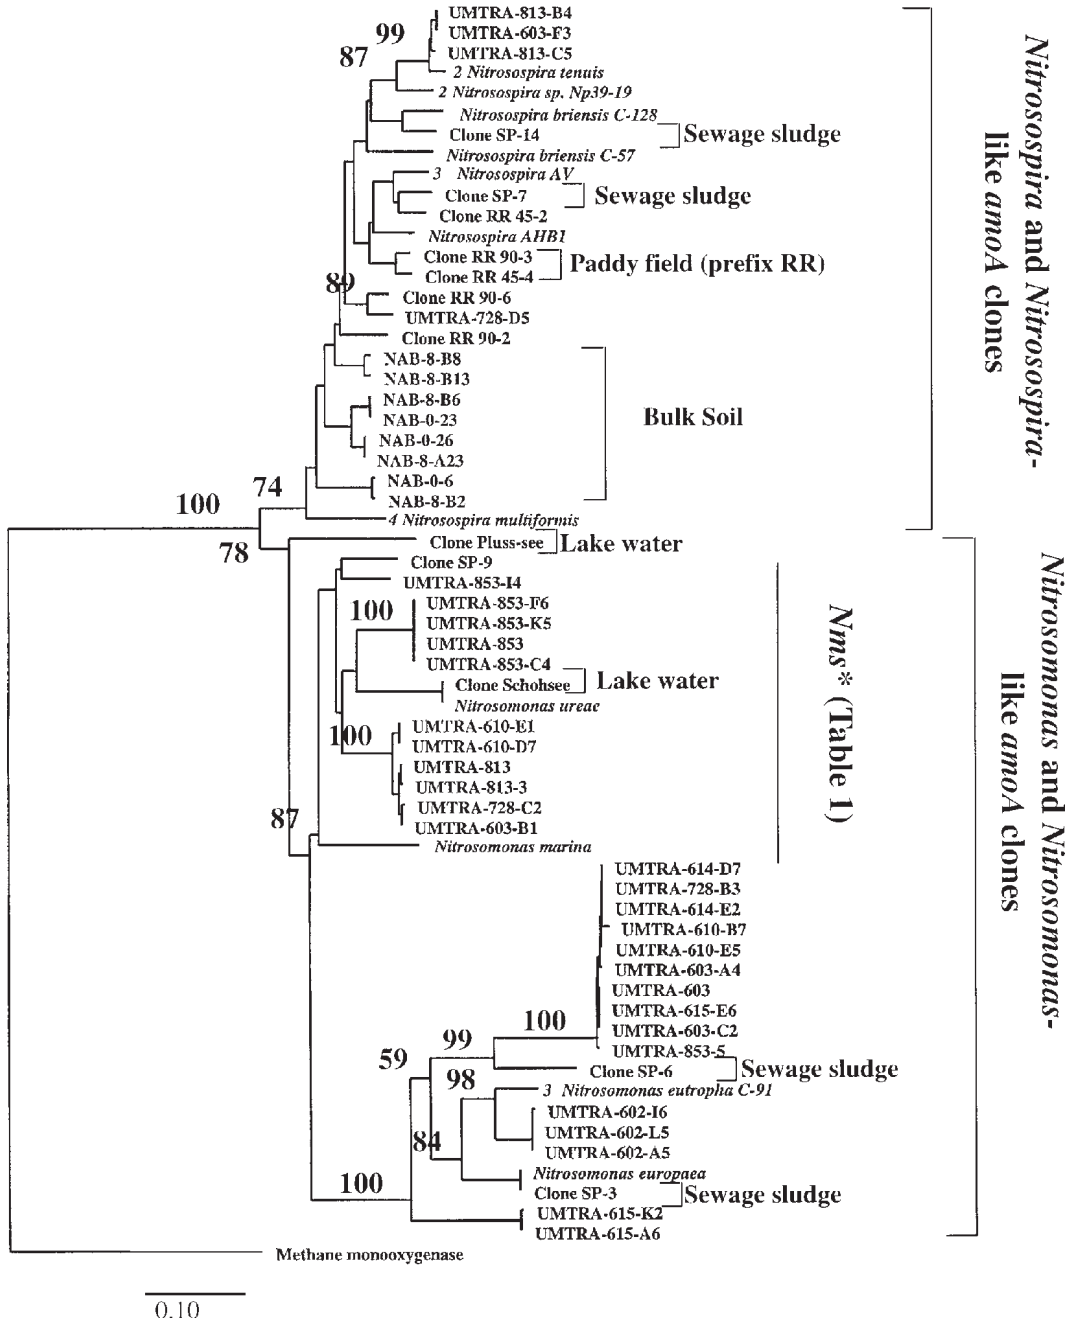 UMTRA-813-B4
99
UMTRA-603-F3
87
UMTRA-813-C5
2 Nitrosospira tenuis
2 Nitrosospira sp. Np39-19
Nitrosospira briensis C-128
Clone SP-14
Sewage sludge
Nitrosospira briensis C-57
3 Nitrosospira AV
Clone SP-7
Sewage sludge
Clone RR 45-2
Nitrosospira AHB1
Clone RR 90-3
Paddy field (prefix RR)
Clone RR 45-4
89
Clone RR 90-6
UMTRA-728-D5
Clone RR 90-2
NAB-8-B8
NAB-8-B13
NAB-8-B6
NAB-0-23
Bulk Soil
NAB-0-26
NAB-8-A23
NAB-0-6
74
NAB-8-B2
100
4 Nitrosospira multiformis
Nitrosospira and Nitrosospira-
like amoA clones
78
Clone Pluss-see
Lake water
Clone SP-9
UMTRA-853-I4
100
UMTRA-853-F6
UMTRA-853-K5
UMTRA-853
UMTRA-853-C4
Clone Schohsee
Lake water
Nitrosomonas ureae
100
UMTRA-610-E1
UMTRA-610-D7
UMTRA-813
UMTRA-813-3
UMTRA-728-C2
87
UMTRA-603-B1
Nitrosomonas marina
Nms* (Table 1)
UMTRA-614-D7
UMTRA-728-B3
UMTRA-614-E2
UMTRA-610-B7
UMTRA-610-E5
UMTRA-603-A4
UMTRA-603
UMTRA-615-E6
100
UMTRA-603-C2
99
UMTRA-853-5
59
Clone SP-6
Sewage sludge
98
3 Nitrosomonas eutropha C-91
UMTRA-602-I6
84
UMTRA-602-L5
UMTRA-602-A5
Nitrosomonas europaea
100
Clone SP-3
Sewage sludge
UMTRA-615-K2
UMTRA-615-A6
Nitrosomonas and Nitrosomonas-
like amoA clones
Methane monooxygenase
0.10